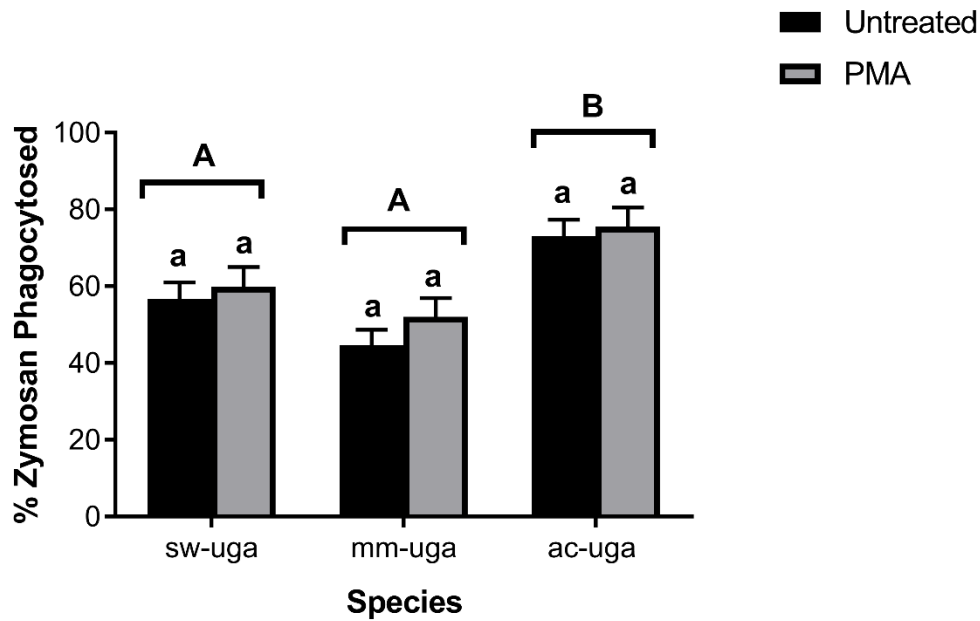 Untreated
PMA
% Zymosan Phagocytosed
100
80
60
40
20
0
A
A
B
a
a
a
a
a
a
sw-uga
mm-uga
ac-uga
Species